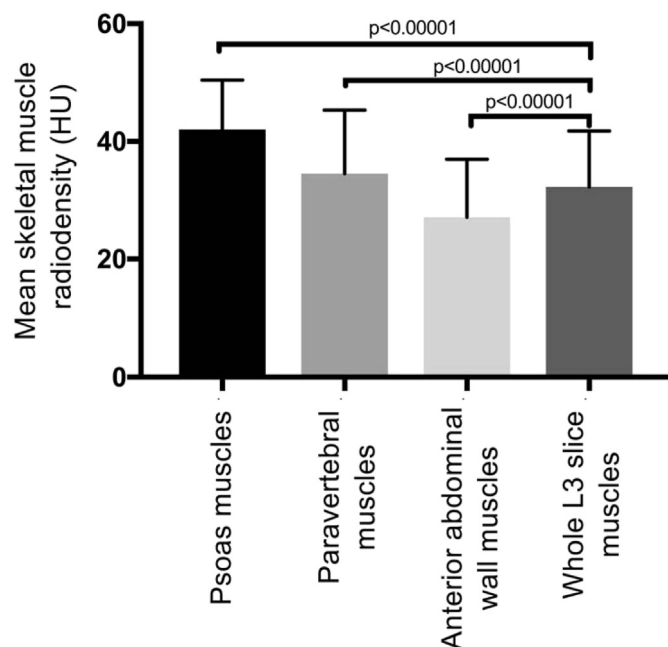 Mean skeletal muscle
radiodensity (HU)
60
40
20
0
p<0.00001
p<0.00001
p<0.00001
Psoas muscles
Paravertebral
muscles
Anterior abdominal
wall muscles
Whole L3 slice
muscles